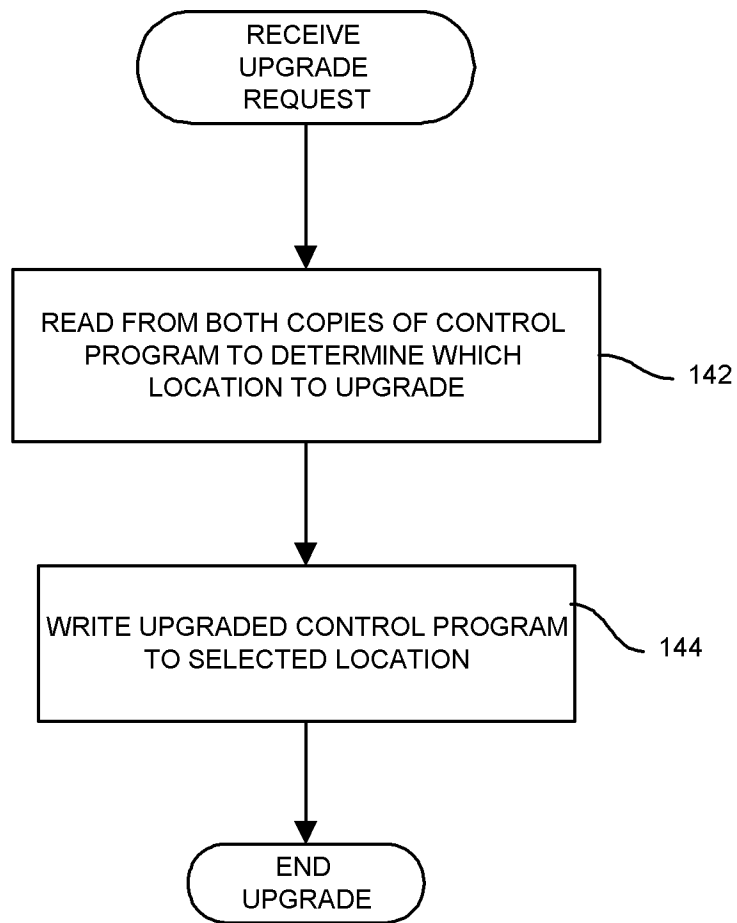 RECEIVE
UPGRADE
REQUEST
READ FROM BOTH COPIES OF CONTROL
PROGRAM TO DETERMINE WHICH
LOCATION TO UPGRADE
142
WRITE UPGRADED CONTROL PROGRAM
TO SELECTED LOCATION
144
END
UPGRADE